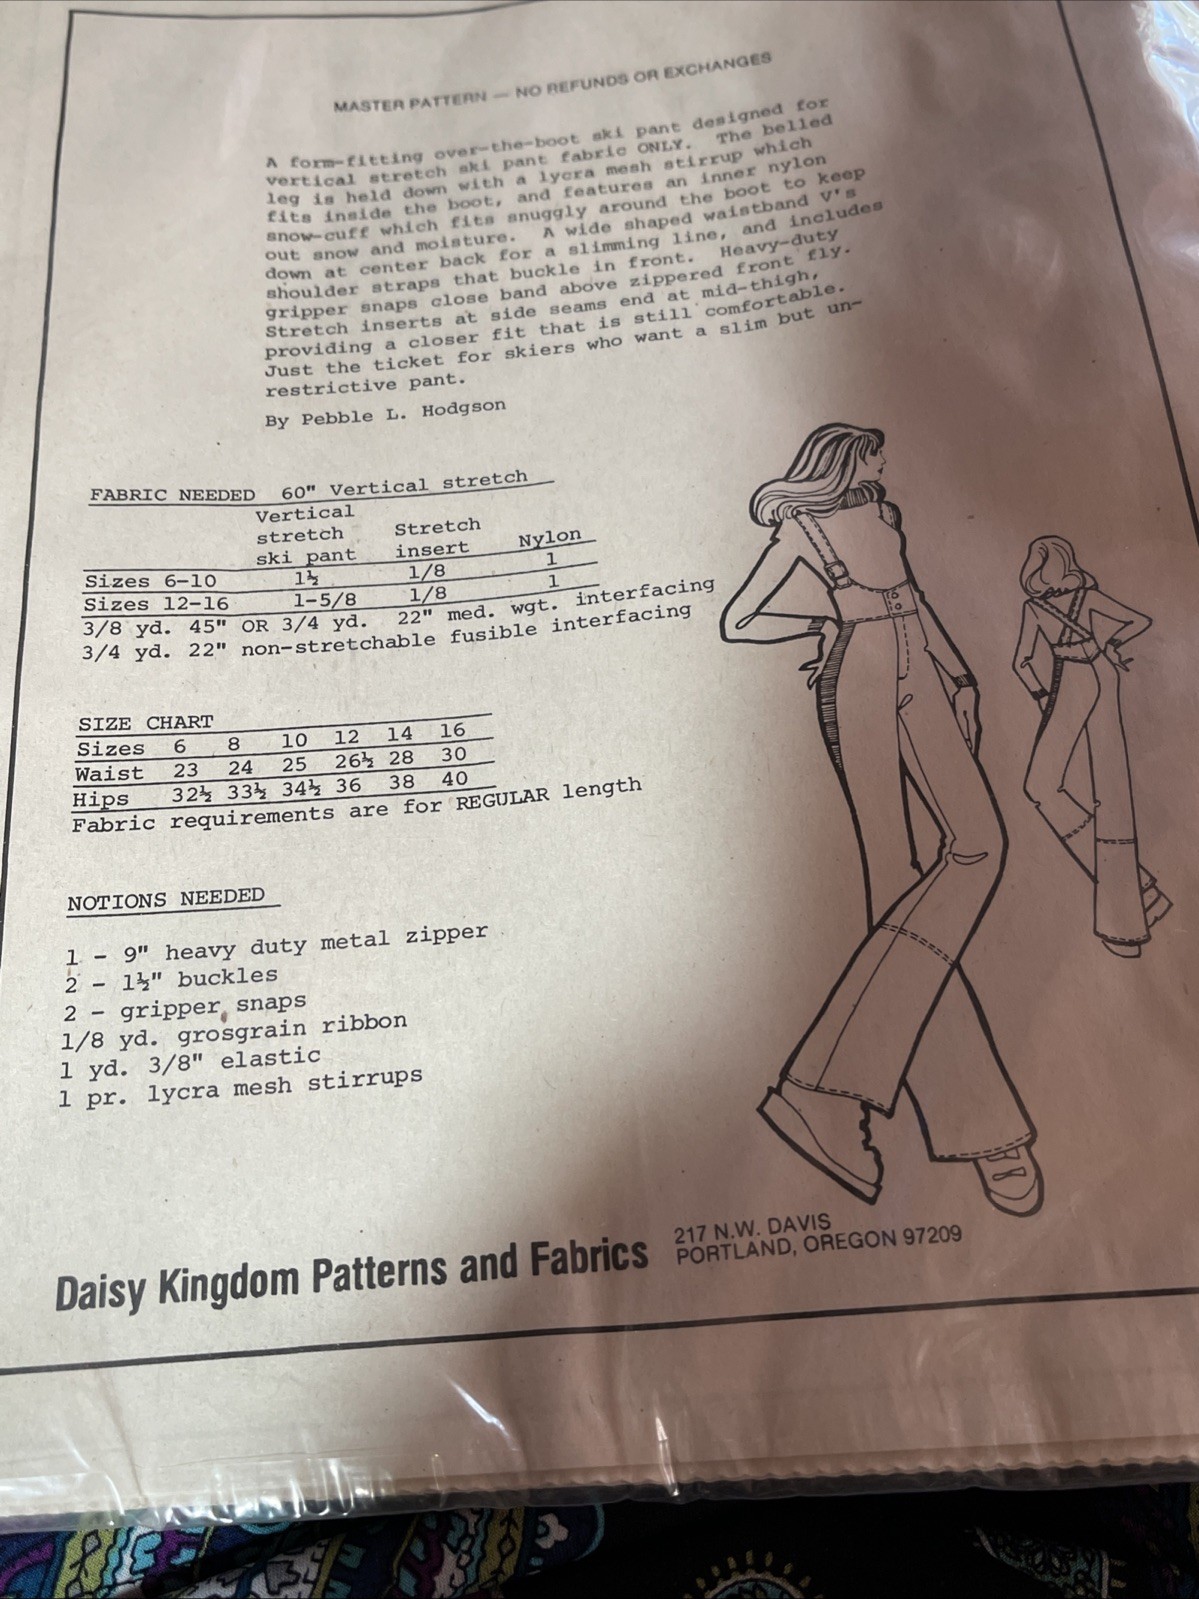 MASTER PATTERN — NO REFUNDS OR EXCHANGES
A form-fitting over-the-boot ski pant designed for
vertical stretch ski pant fabric ONLY. The belled
leg is held down with a lycra mesh stirrup which
fits inside the boot, and features an inner nylon
snow-cuff which fits snuggly around the boot to keep
out snow and moisture. A wide shaped waistband V's
down at center back for a slimming line, and includes
shoulder straps that buckle in front. Heavy-duty
gripper snaps close band above zippered front fly.
Stretch inserts at side seams end at mid-thigh,
providing a closer fit that is still comfortable.
Just the ticket for skiers who want a slim but un-
restrictive pant.
By Pebble L. Hodgson
FABRIC NEEDED 60" Vertical stretch
Vertical
stretch Stretch
ski pant insert Nylon
Sizes 6-10 1½ 1/8 1
Sizes 12-16 1-5/8 1/8 1
3/8 yd. 45" OR 3/4 yd. 22" med. wgt. interfacing
3/4 yd. 22" non-stretchable fusible interfacing
SIZE CHART
Sizes 6 8 10 12 14 16
Waist 23 24 25 26½ 28 30
Hips 32½ 33½ 34½ 36 38 40
Fabric requirements are for REGULAR length
NOTIONS NEEDED
1 - 9" heavy duty metal zipper
2 - 1½" buckles
2 - gripper snaps
1/8 yd. grosgrain ribbon
1 yd. 3/8" elastic
1 pr. lycra mesh stirrups
Daisy Kingdom Patterns and Fabrics
217 N.W. DAVIS
PORTLAND, OREGON 97209